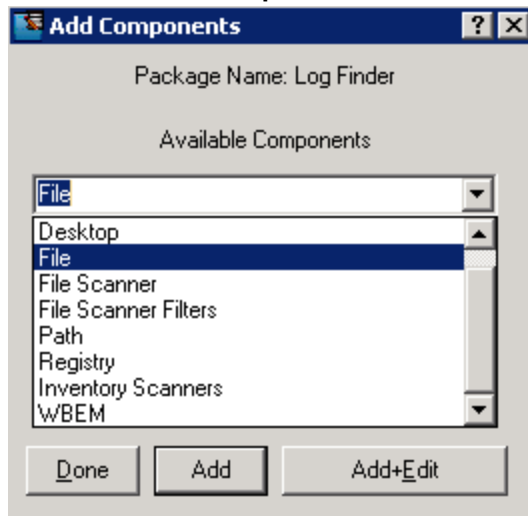 Add Components
Package Name: Log Finder
Available Components
File
Desktop
File
File Scanner
File Scanner Filters
Path
Registry
Inventory Scanners
WBEM
Done Add Add+Edit